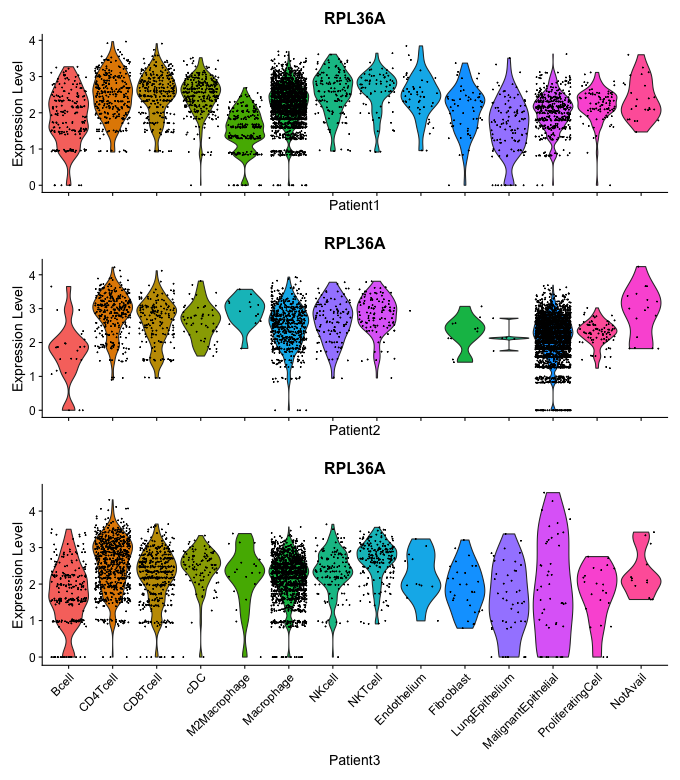 RPL36A
Expression Level
3
2
1
0
Patient1
RPL36A
Expression Level
4
3
2
1
0
Patient2
RPL36A
Expression Level
4
3
2
1
0
Bcell
CD4Tcell
CD8Tcell
cDC
M2Macrophage
Macrophage
NKcell
NKTcell
Endothelium
Fibroblast
LungEpithelium
MalignantEpithelial
ProliferatingCell
NotAvail
Patient3